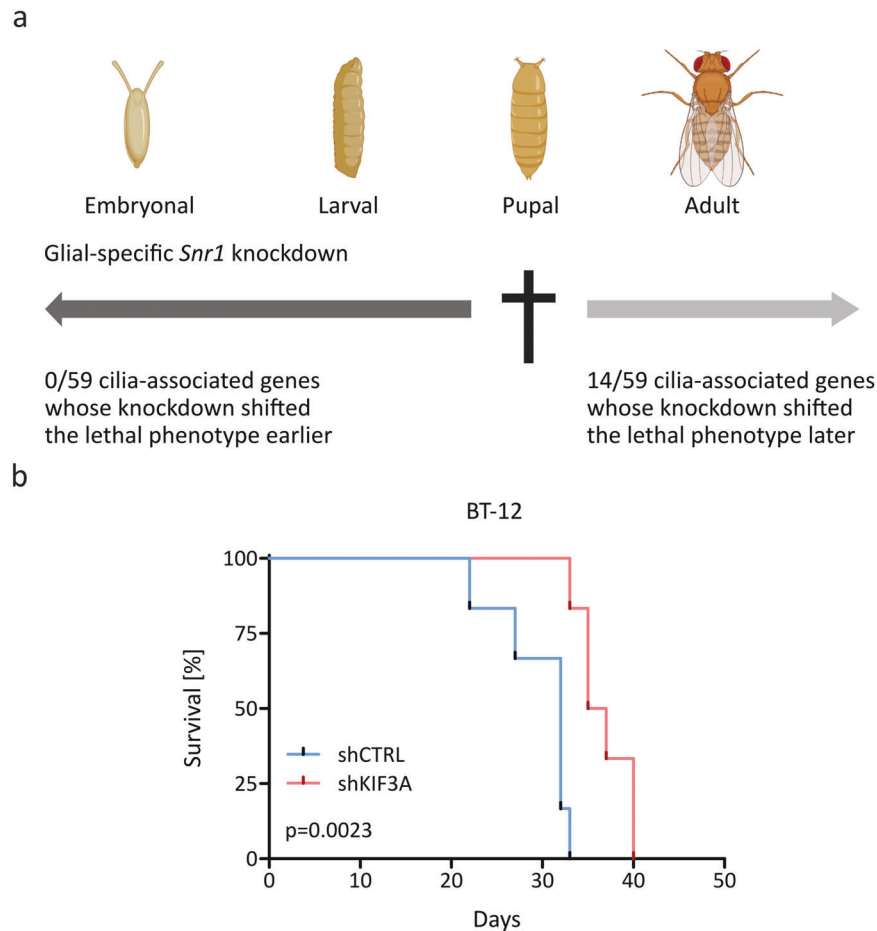 a
Embryonal Larval Pupal Adult
Glial-specific Snr1 knockdown
0/59 cilia-associated genes
whose knockdown shifted
the lethal phenotype earlier
14/59 cilia-associated genes
whose knockdown shifted
the lethal phenotype later
b
BT-12
Survival [%]
100
75
50
25
0
shCTRL
shKIF3A
p=0.0023
0 10 20 30 40 50
Days